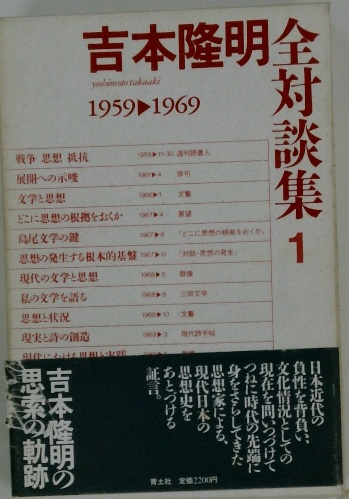 吉本隆明
全対談集
1
yoshimoto takaaki
1959▶1969
戦争 思想 抵抗 1959▶11・30 週刊読書人
展開への示唆 1961▶4 俳句
文学と思想 1966▶1 文藝
どこに思想の根拠をおくか 1967▶4 展望
島尾文学の鍵 1967▶6 「どこに思想の根拠をおくか」
思想の発生する根本的基盤 「対話・思想の発生」
現代の文学と思想 1968▶5 群像
私の文学を語る 1968▶8 三田文学
思想と状況 1968▶10 文藝
現実と詩の創造 1969▶3 現代詩手帖
現代における思想と実践
日本近代の
負性を背負い、
文化情況としての
現在を問いつづけて
つねに時代の先端に
身をさらしてきた
思想家による、
現代日本の
思想史を
あとづける
証言。
吉本隆明の
思索の軌跡
青土社 定価2200円